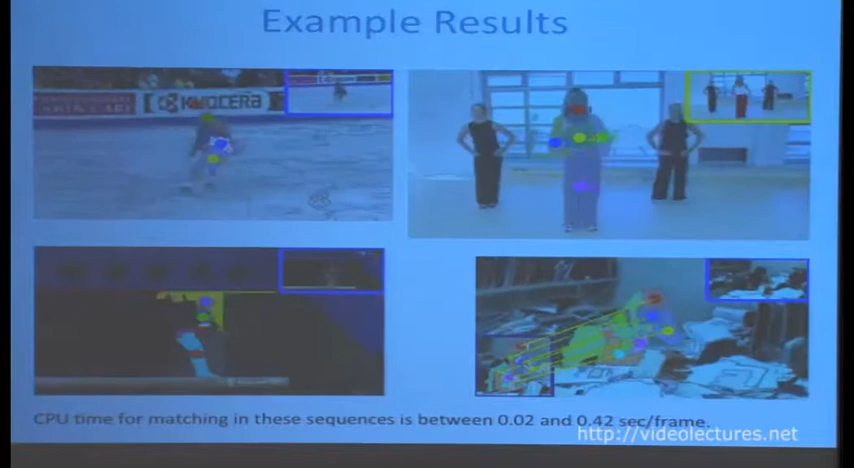 Example Results
KYOCERA
CPU time for matching in these sequences is between 0.02 and 0.42 sec/frame.
http://videolectures.net